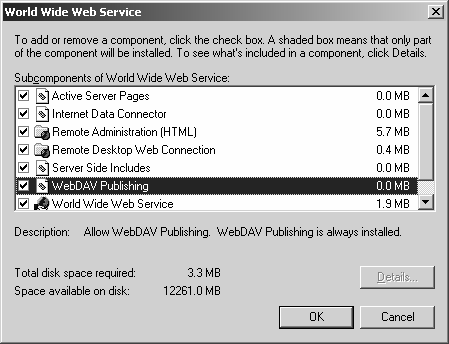 World Wide Web Service
To add or remove a component, click the check box. A shaded box means that only part
of the component will be installed. To see what's included in a component, click Details.
Subcomponents of World Wide Web Service:
Active Server Pages 0.0 MB
Internet Data Connector 0.0 MB
Remote Administration (HTML) 5.7 MB
Remote Desktop Web Connection 0.4 MB
Server Side Includes 0.0 MB
WebDAV Publishing 0.0 MB
World Wide Web Service 1.9 MB
Description: Allow WebDAV Publishing. WebDAV Publishing is always installed.
Total disk space required: 3.3 MB
Space available on disk: 12261.0 MB
Details...
OK Cancel